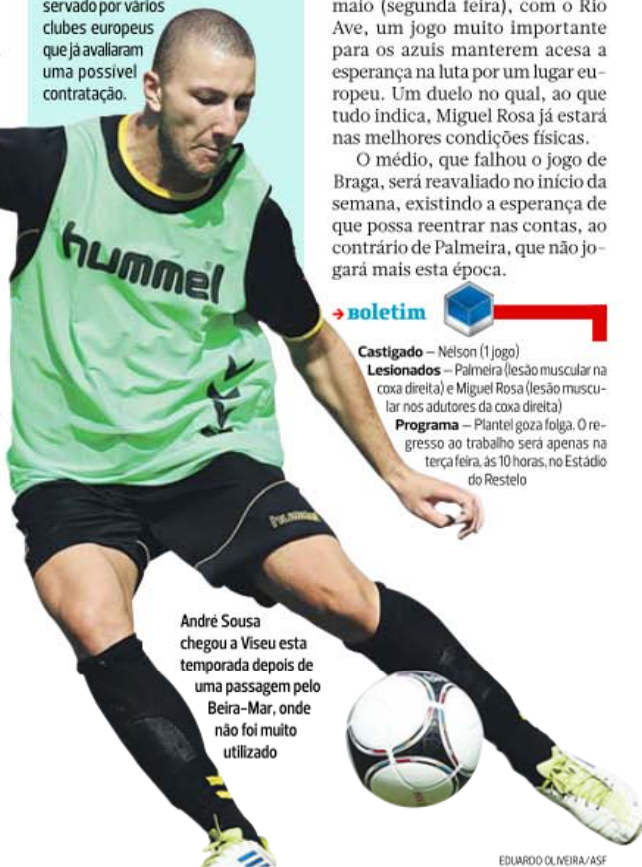 servado por vários
clubes europeus
que já avaliaram
uma possível
contratação.
maio (segunda feira), com o Rio
Ave, um jogo muito importante
para os azuis manterem acesa a
esperança na luta por um lugar eu-
ropeu. Um duelo no qual, ao que
tudo indica, Miguel Rosa já estará
nas melhores condições físicas.
O médio, que falhou o jogo de
Braga, será reavaliado no início da
semana, existindo a esperança de
que possa reentrar nas contas, ao
contrário de Palmeira, que não jo-
gará mais esta época.
→ Boletim
Castigado – Nélson (1 jogo)
Lesionados – Palmeira (lesão muscular na
coxa direita) e Miguel Rosa (lesão muscu-
lar nos adutores da coxa direita)
Programa – Plantel goza folga. O re-
gresso ao trabalho será apenas na
terça feira, às 10 horas, no Estádio
do Restelo
hummel
hummel
André Sousa
chegou a Viseu esta
temporada depois de
uma passagem pelo
Beira-Mar, onde
não foi muito
utilizado
EDUARDO OLIVEIRA/ASF